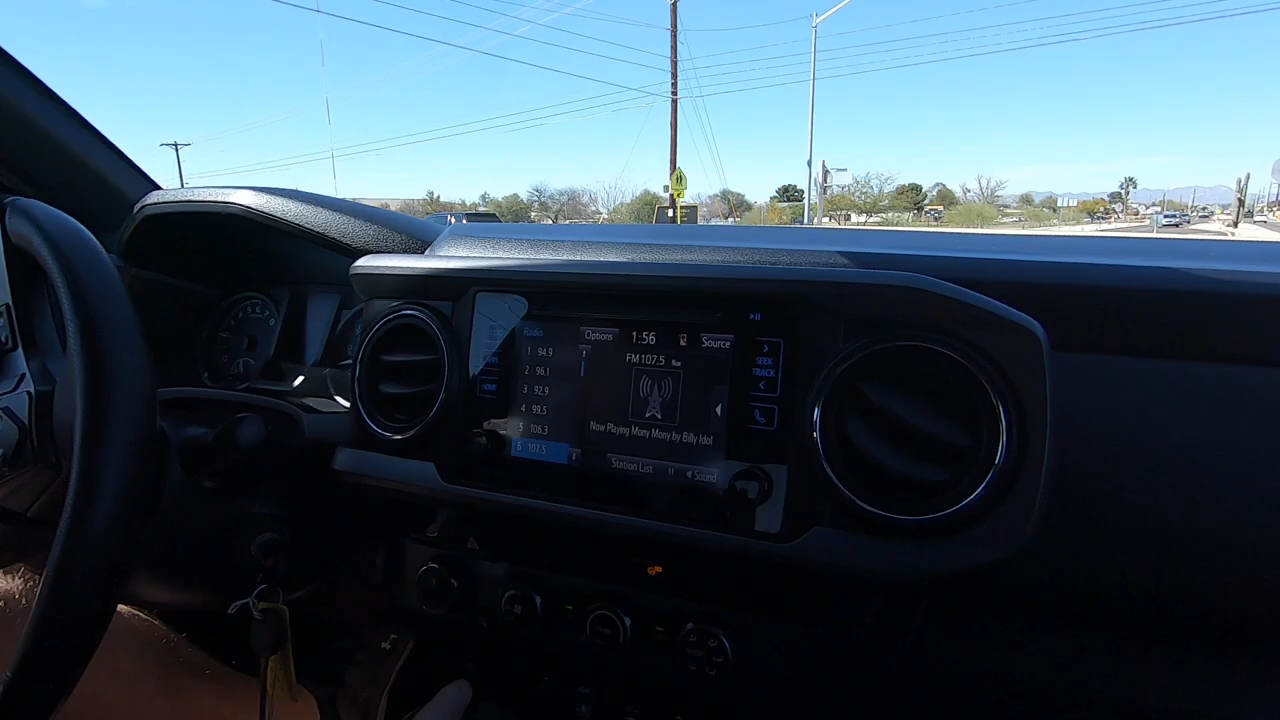 Radio
Options
1:56
Source
1 94.9
2 96.1
3 92.9
4 99.5
5 106.3
6 107.5
FM 107.5
Now Playing Mony Mony by Billy Idol
Station List
Sound
APPS
HOME
SEEK
TRACK